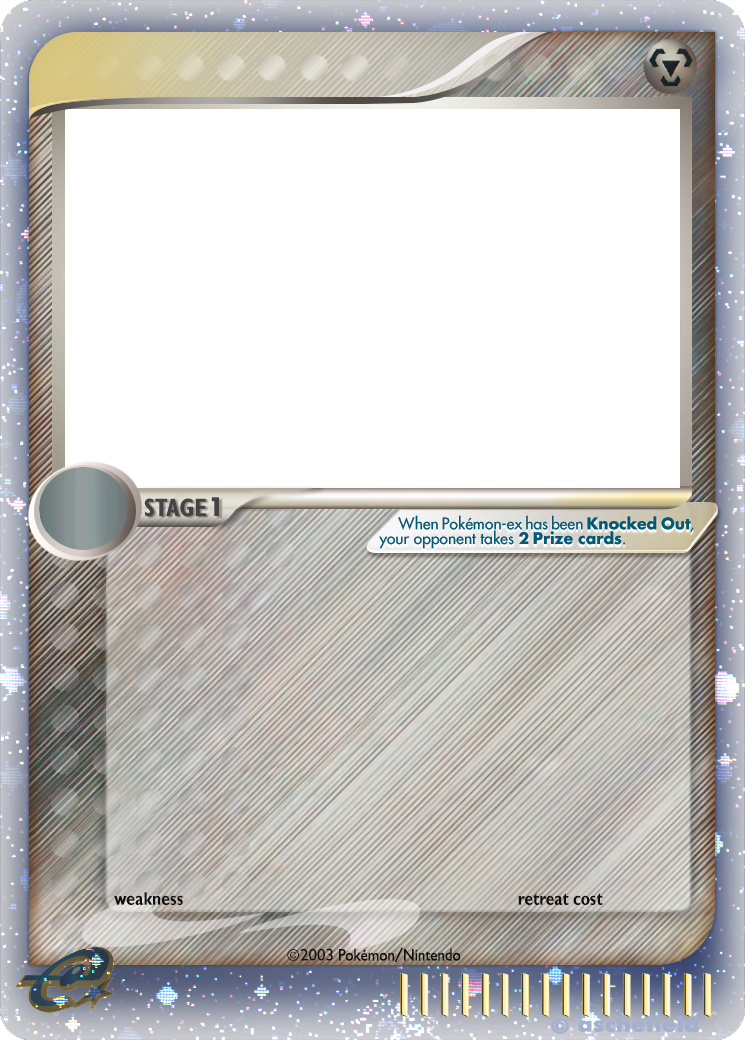 STAGE 1
When Pokémon-ex has been Knocked Out,
your opponent takes 2 Prize cards.
weakness
retreat cost
©2003 Pokémon/Nintendo